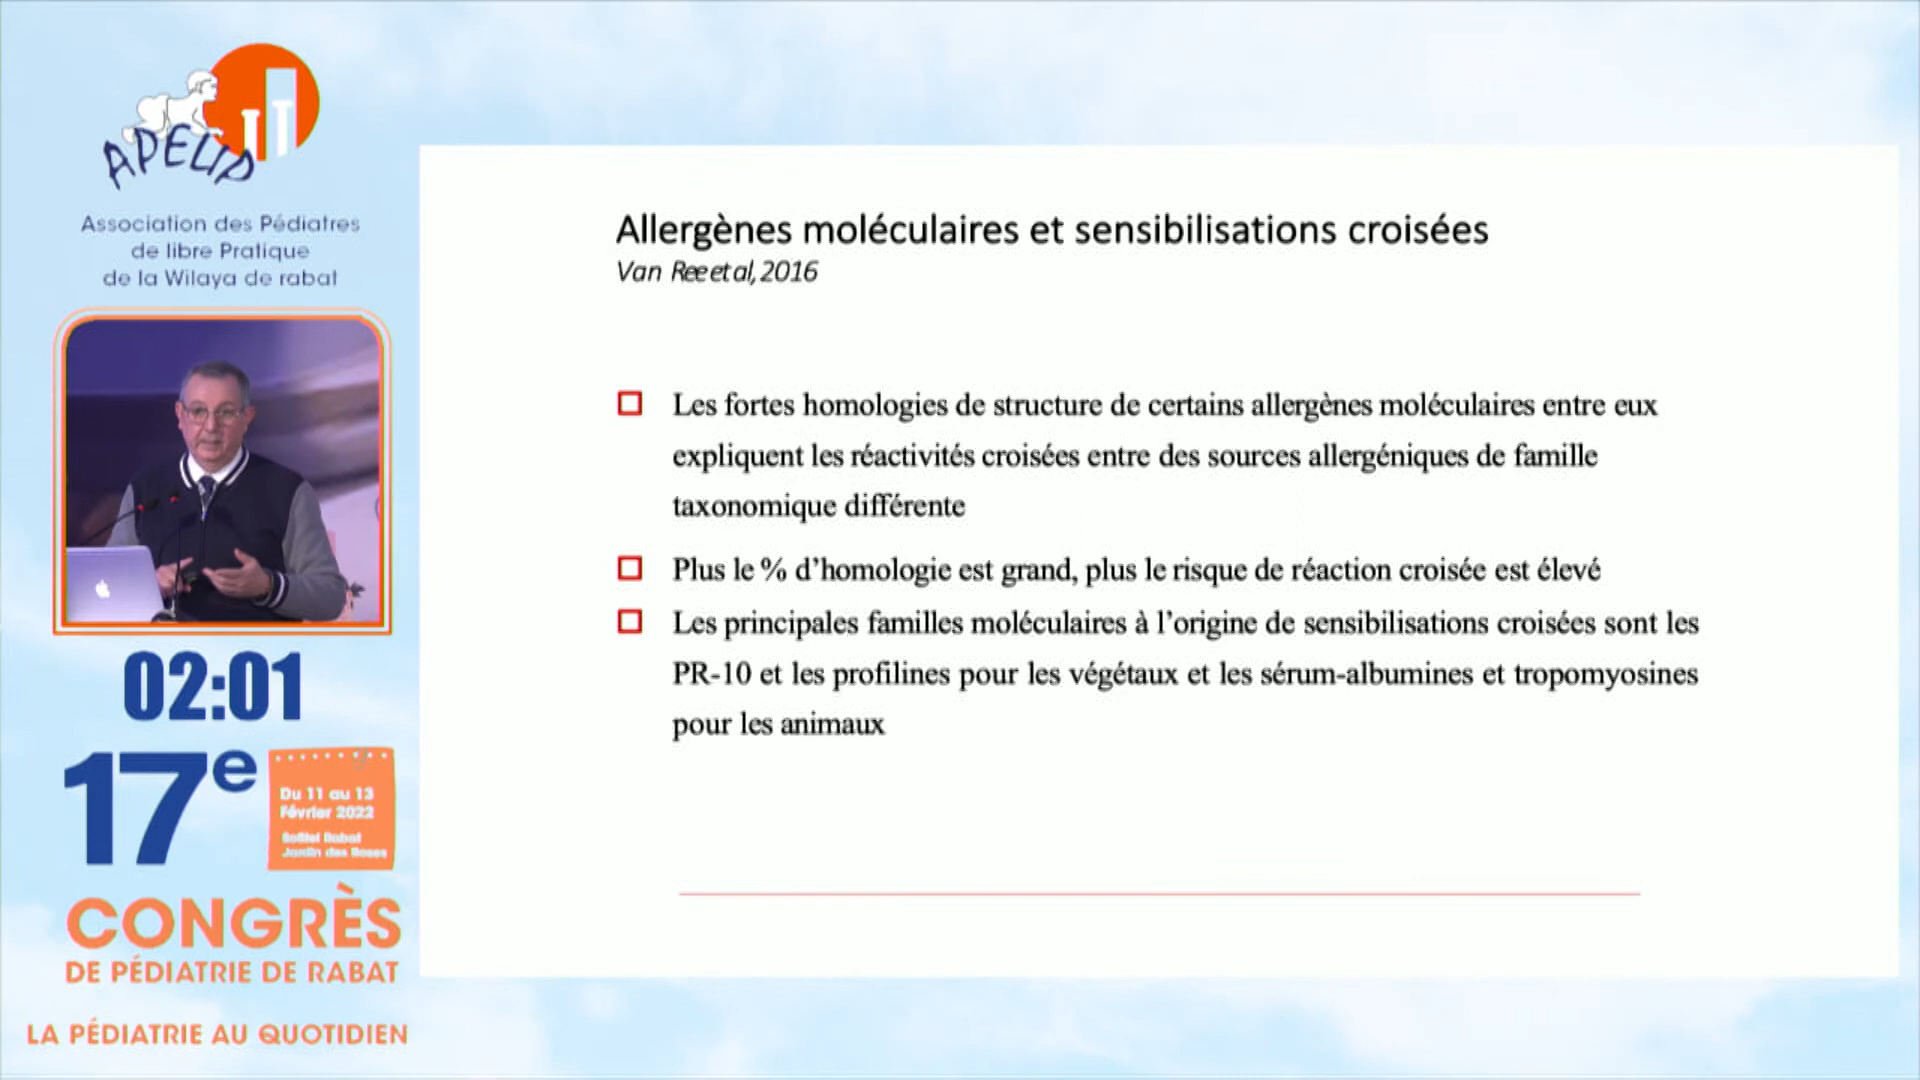 APELIP
Association des Pédiatres
de libre Pratique
de la Wilaya de rabat
02:01
17e
Du 11 au 13
Février 2022
Sofitel Rabat
Jardin des Roses
CONGRÈS
DE PÉDIATRIE DE RABAT
LA PÉDIATRIE AU QUOTIDIEN
Allergènes moléculaires et sensibilisations croisées
Van Ree et al, 2016
Les fortes homologies de structure de certains allergènes moléculaires entre eux
expliquent les réactivités croisées entre des sources allergéniques de famille
taxonomique différente
Plus le % d’homologie est grand, plus le risque de réaction croisée est élevé
Les principales familles moléculaires à l’origine de sensibilisations croisées sont les
PR-10 et les profilines pour les végétaux et les sérum-albumines et tropomyosines
pour les animaux